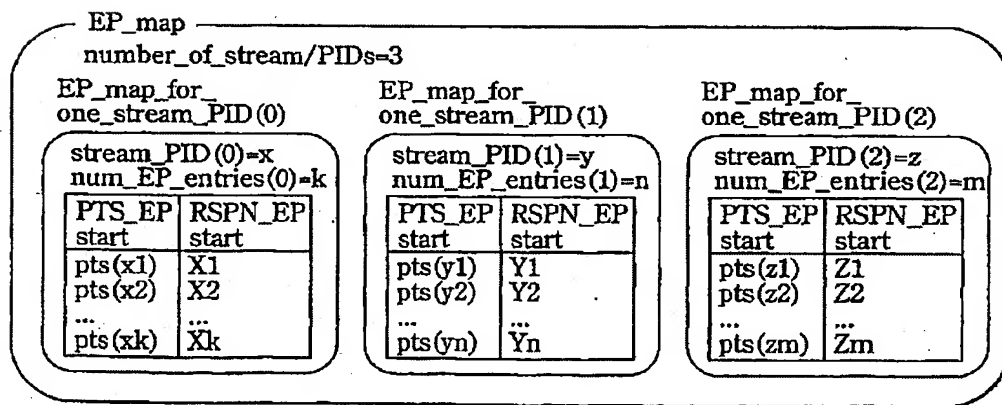 EP_map
number_of_stream/PIDs=3
EP_map_for_
one_stream_PID(0)
stream_PID(0)=x
num_EP_entries(0)=k
PTS_EP RSPN_EP
start start
pts(x1) X1
pts(x2) X2
... ...
pts(xk) Xk
EP_map_for_
one_stream_PID(1)
stream_PID(1)=y
num_EP_entries(1)=n
PTS_EP RSPN_EP
start start
pts(y1) Y1
pts(y2) Y2
... ...
pts(yn) Yn
EP_map_for_
one_stream_PID(2)
stream_PID(2)=z
num_EP_entries(2)=m
PTS_EP RSPN_EP
start start
pts(z1) Z1
pts(z2) Z2
... ...
pts(zm) Zm